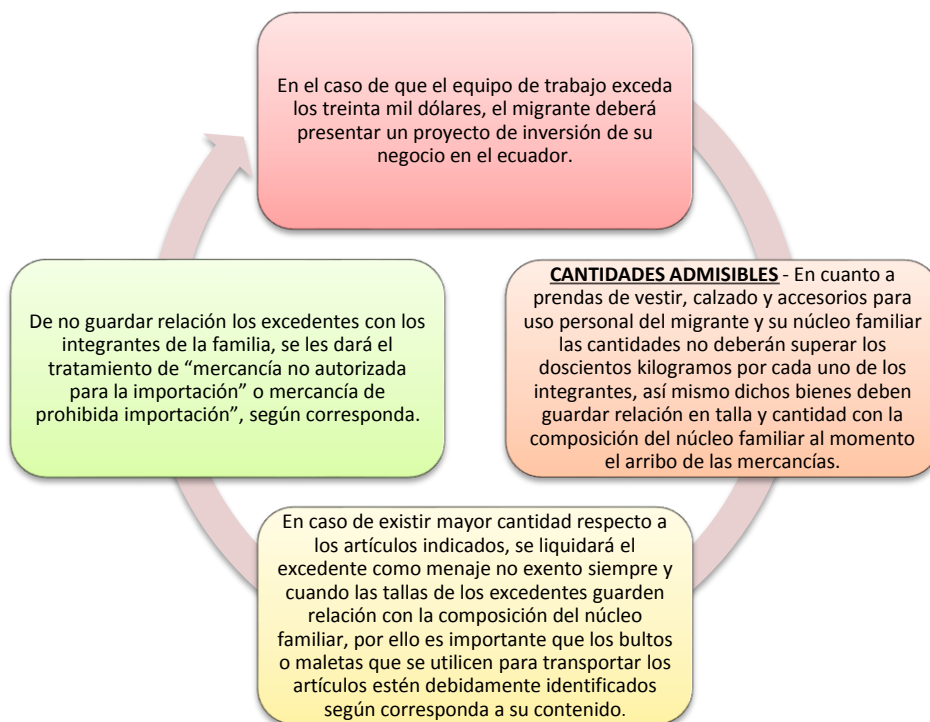 En el caso de que el equipo de trabajo exceda
los treinta mil dólares, el migrante deberá
presentar un proyecto de inversión de su
negocio en el ecuador.
CANTIDADES ADMISIBLES - En cuanto a
prendas de vestir, calzado y accesorios para
uso personal del migrante y su núcleo familiar
las cantidades no deberán superar los
doscientos kilogramos por cada uno de los
integrantes, así mismo dichos bienes deben
guardar relación en talla y cantidad con la
composición del núcleo familiar al momento
el arribo de las mercancías.
En caso de existir mayor cantidad respecto a
los artículos indicados, se liquidará el
excedente como menaje no exento siempre y
cuando las tallas de los excedentes guarden
relación con la composición del núcleo
familiar, por ello es importante que los bultos
o maletas que se utilicen para transportar los
artículos estén debidamente identificados
según corresponda a su contenido.
De no guardar relación los excedentes con los
integrantes de la familia, se les dará el
tratamiento de “mercancía no autorizada
para la importación” o mercancía de
prohibida importación”, según corresponda.